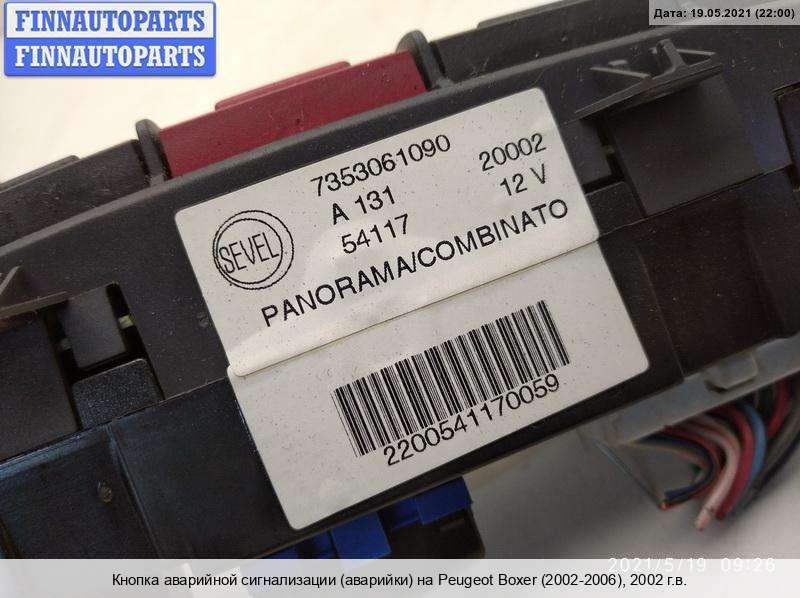 FINNAUTOPARTS
FINNAUTOPARTS
Дата: 19.05.2021 (22:00)
7353061090
20002
A 131
12 V
54117
SEVEL
PANORAMA/COMBINATO
2200541170059
2021/5/19 09:26
Кнопка аварийной сигнализации (аварийки) на Peugeot Boxer (2002-2006), 2002 г.в.